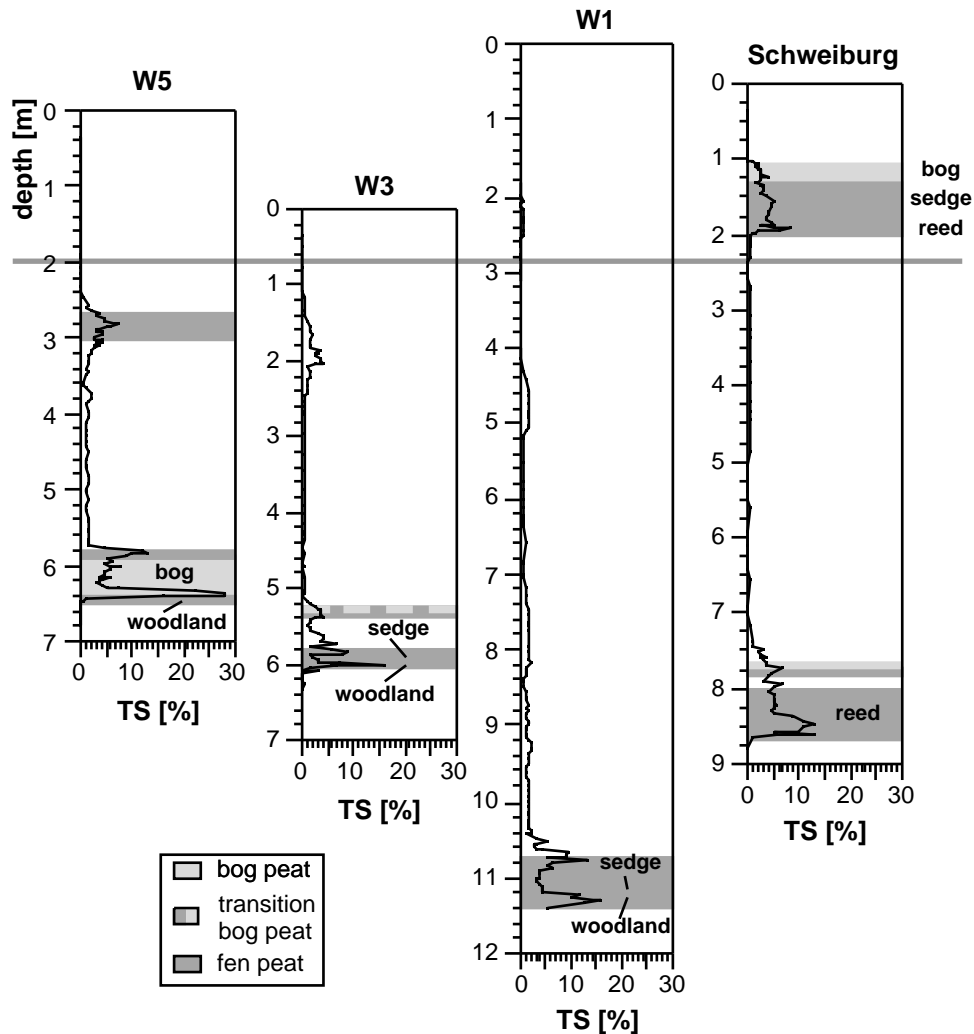 W5
depth [m]
0
1
2
3
4
5
6
7
bog
woodland
0 10 20 30
TS [%]
W3
0
1
2
3
4
5
6
7
sedge
woodland
0 10 20 30
TS [%]
W1
0
1
2
3
4
5
6
7
8
9
10
11
12
sedge
woodland
0 10 20 30
TS [%]
Schweiburg
0
1
2
3
4
5
6
7
8
9
bog
sedge
reed
reed
0 10 20 30
TS [%]
bog peat
transition
bog peat
fen peat